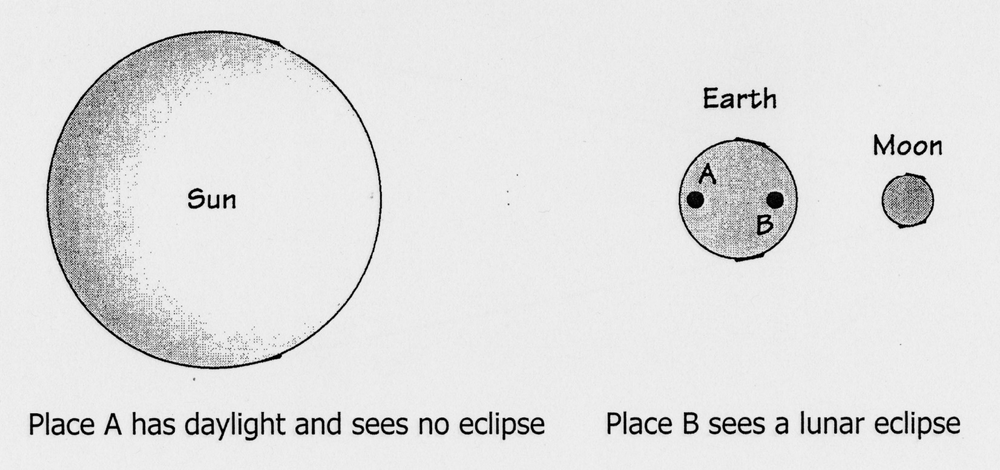 Earth
Moon
A
Sun
B
Place A has daylight and sees no eclipse
Place B sees a lunar eclipse